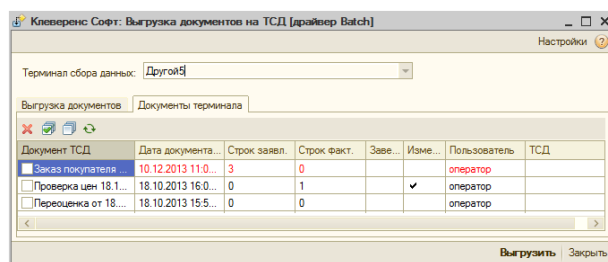 Клеверенс Софт: Выгрузка документов на ТСД [драйвер Batch]
Настройки
Терминал сбора данных: Другой5
Выгрузка документов Документы терминала
Документ ТСД Дата документа... Строк заявл. Строк факт. Заве... Изме... Пользователь ТСД
Заказ покупателя ... 10.12.2013 11:0... 3 0 оператор
Проверка цен 18.1... 18.10.2013 16:0... 0 1 оператор
Переоценка от 18.... 18.10.2013 15:5... 0 0 оператор
Выгрузить Закрыть